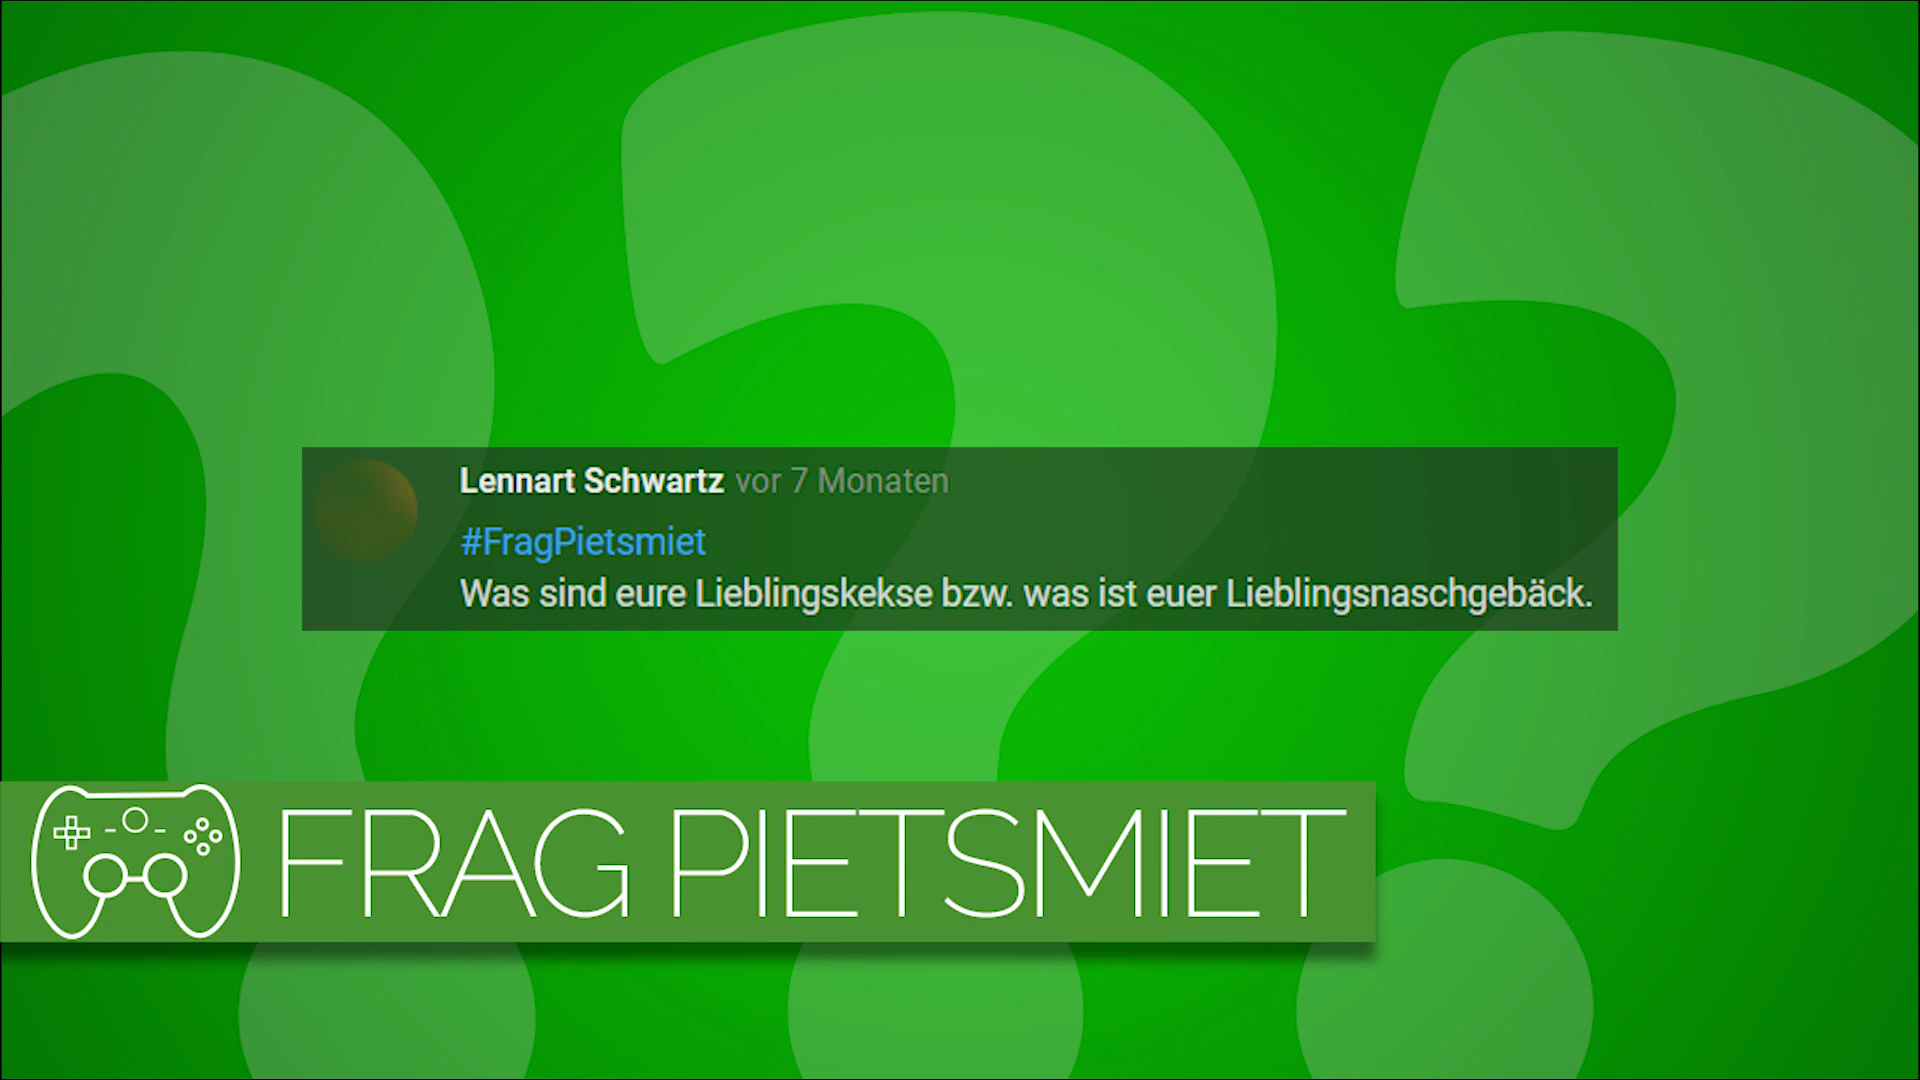 Lennart Schwartz vor 7 Monaten
#FragPietsmiet
Was sind eure Lieblingskekse bzw. was ist euer Lieblingsnaschgebäck.
FRAG PIETSMIET